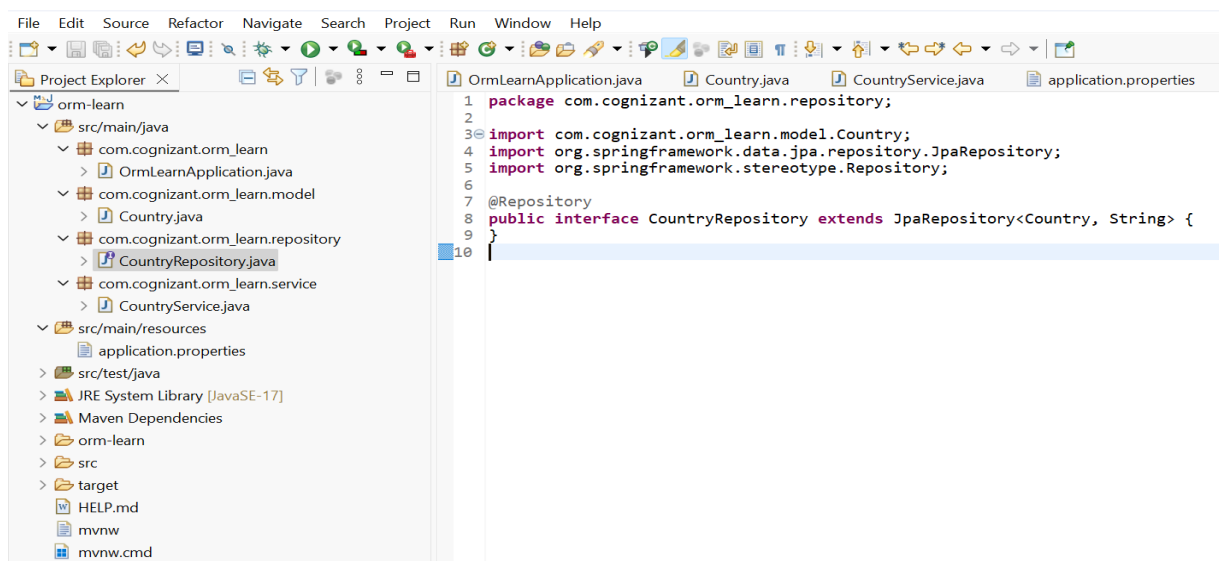 File Edit Source Refactor Navigate Search Project Run Window Help
Project Explorer
orm-learn
src/main/java
com.cognizant.orm_learn
OrmLearnApplication.java
com.cognizant.orm_learn.model
Country.java
com.cognizant.orm_learn.repository
CountryRepository.java
com.cognizant.orm_learn.service
CountryService.java
src/main/resources
application.properties
src/test/java
JRE System Library [JavaSE-17]
Maven Dependencies
orm-learn
src
target
HELP.md
mvnw
mvnw.cmd
OrmLearnApplication.java Country.java CountryService.java application.properties
1 package com.cognizant.orm_learn.repository;
2
3 import com.cognizant.orm_learn.model.Country;
4 import org.springframework.data.jpa.repository.JpaRepository;
5 import org.springframework.stereotype.Repository;
6
7 @Repository
8 public interface CountryRepository extends JpaRepository<Country, String> {
9 }
10